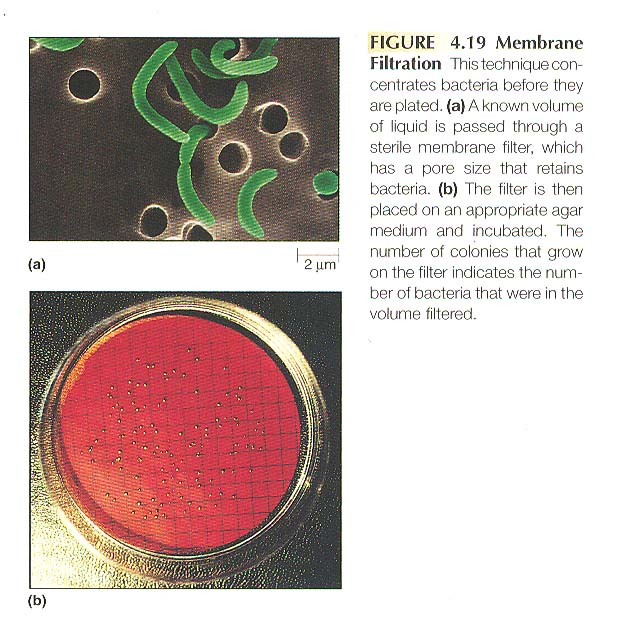 FIGURE 4.19 Membrane
Filtration This technique con-
centrates bacteria before they
are plated. (a) A known volume
of liquid is passed through a
sterile membrane filter, which
has a pore size that retains
bacteria. (b) The filter is then
placed on an appropriate agar
medium and incubated. The
number of colonies that grow
on the filter indicates the num-
ber of bacteria that were in the
volume filtered.
(a)
2 µm
(b)